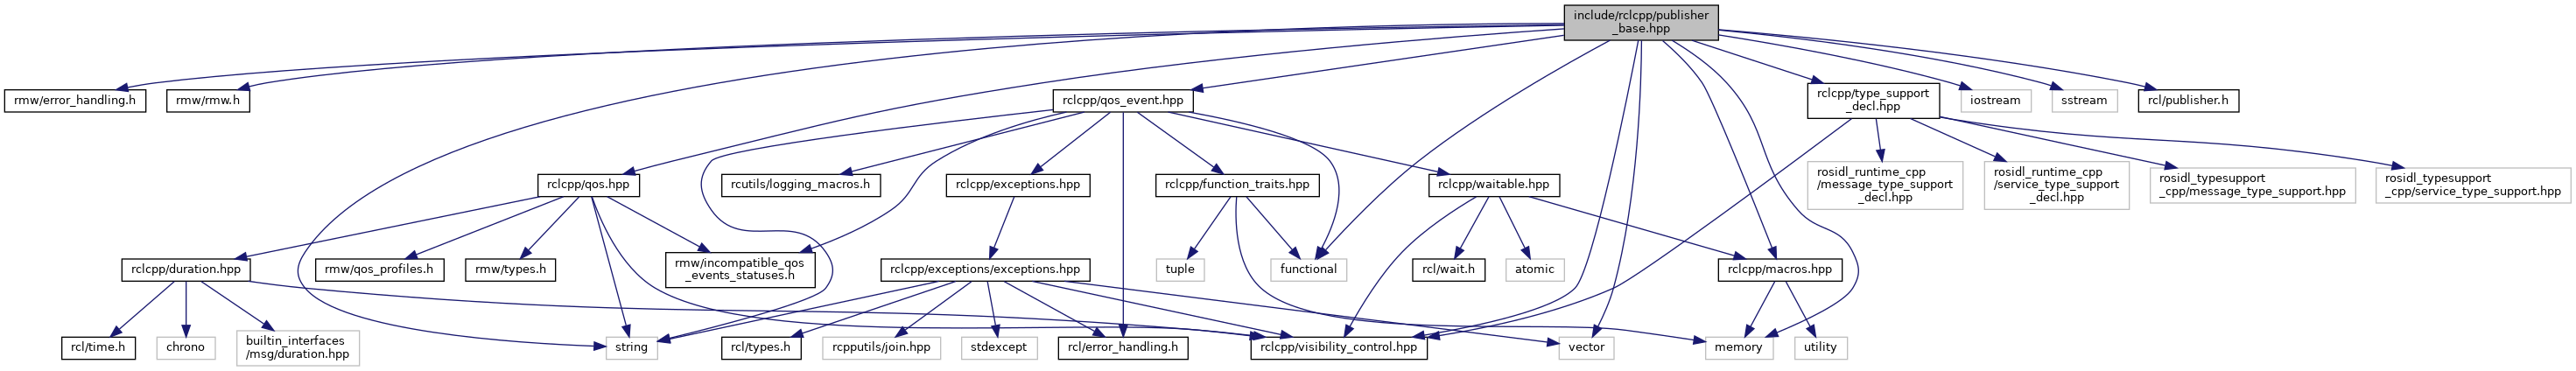 include/rclcpp/publisher
_base.hpp
rmw/error_handling.h
rmw/rmw.h
rclcpp/qos_event.hpp
rclcpp/type_support
_decl.hpp
iostream
sstream
rcl/publisher.h
rclcpp/qos.hpp
rcutils/logging_macros.h
rclcpp/exceptions.hpp
rclcpp/function_traits.hpp
rclcpp/waitable.hpp
rosidl_runtime_cpp
/message_type_support
_decl.hpp
rosidl_runtime_cpp
/service_type_support
_decl.hpp
rosidl_typesupport
_cpp/message_type_support.hpp
rosidl_typesupport
_cpp/service_type_support.hpp
rclcpp/duration.hpp
rmw/qos_profiles.h
rmw/types.h
rmw/incompatible_qos
_events_statuses.h
rclcpp/exceptions/exceptions.hpp
tuple
functional
rcl/wait.h
atomic
rclcpp/macros.hpp
rcl/time.h
chrono
builtin_interfaces
/msg/duration.hpp
string
rcl/types.h
rcpputils/join.hpp
stdexcept
rcl/error_handling.h
rclcpp/visibility_control.hpp
vector
memory
utility